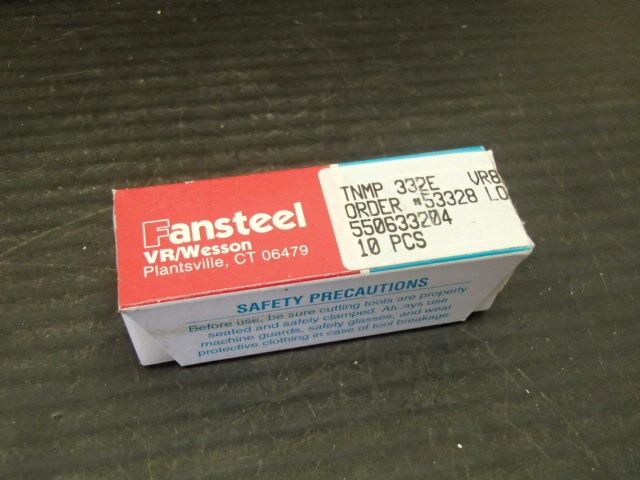 Fansteel
VR/Wesson
Plantsville, CT 06479
TNMP 332E VR8
ORDER #53328 LO
550633204
10 PCS
SAFETY PRECAUTIONS
Before use, be sure cutting tools are properly
seated and safely clamped. Always use
machine guards, safety glasses, and wear
protective clothing in case of tool breakage.